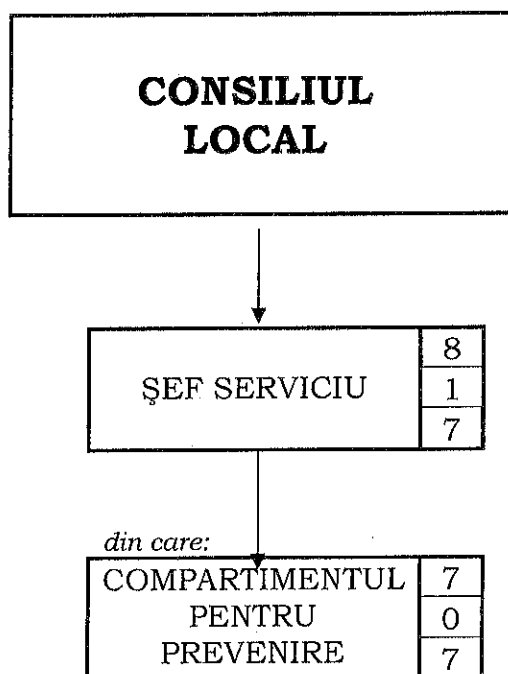 CONSILIUL
LOCAL
ŞEF SERVICIU
8
1
7
din care:
COMPARTIMENTUL
PENTRU
PREVENIRE
7
0
7